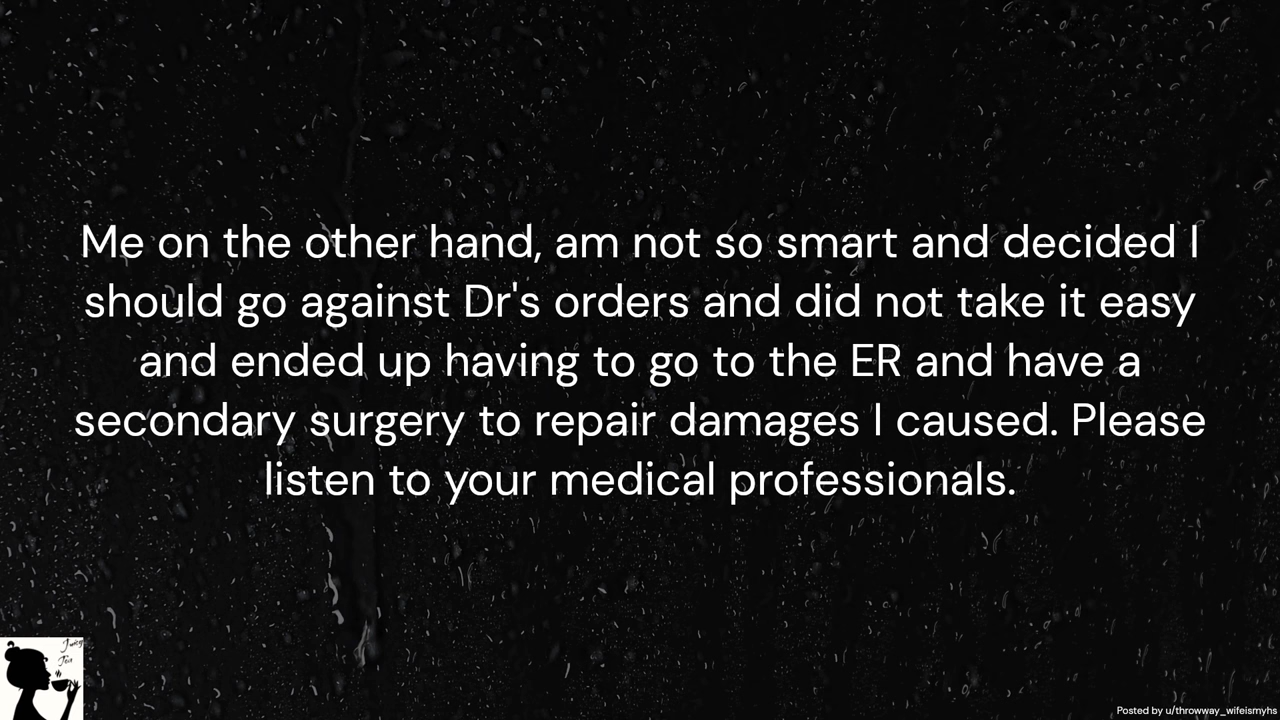 Me on the other hand, am not so smart and decided I
should go against Dr's orders and did not take it easy
and ended up having to go to the ER and have a
secondary surgery to repair damages I caused. Please
listen to your medical professionals.
Juicy
Tea
Posted by u/throwway_wifeismyhs